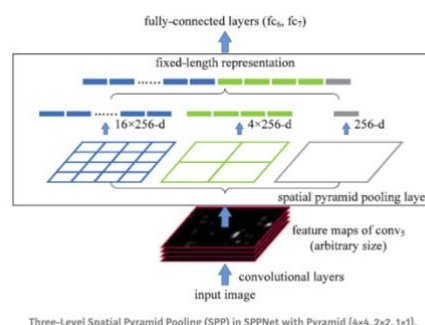 fully-connected layers (fc6, fc7)
fixed-length representation
16×256-d
4×256-d
256-d
spatial pyramid pooling layer
feature maps of conv5
(arbitrary size)
convolutional layers
input image
Three-Level Spatial Pyramid Pooling (SPP) in SPPNet with Pyramid {4×4, 2×2, 1×1}.